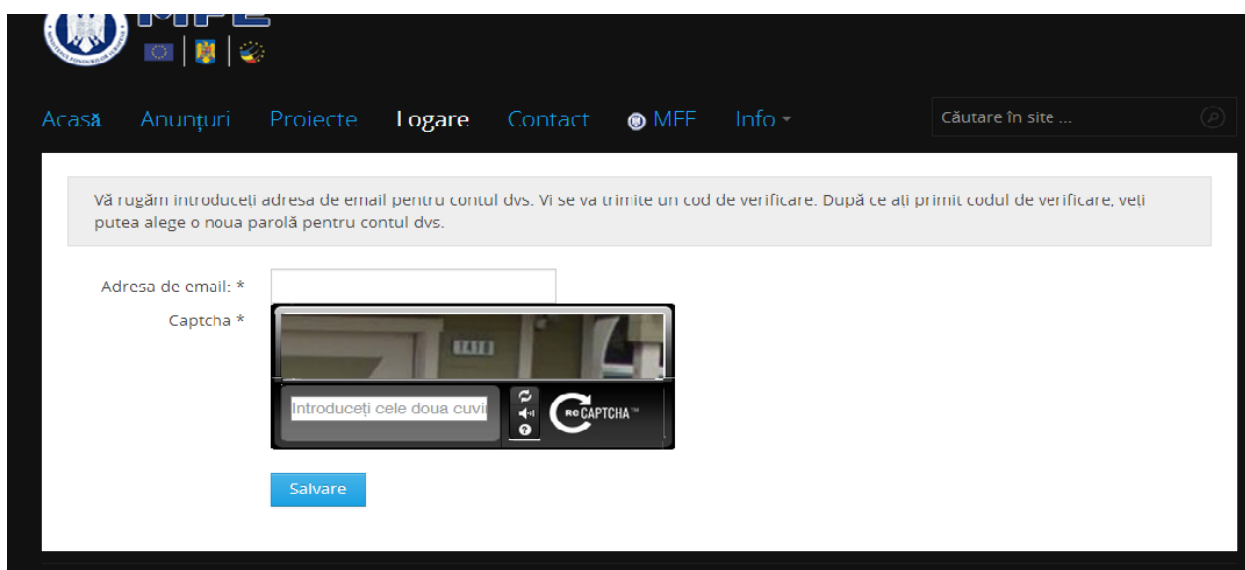 MFE
Acasă Anunțuri Proiecte Logare Contact MFE Info
Căutare în site ...
Vă rugăm introduceți adresa de email pentru contul dvs. Vi se va trimite un cod de verificare. După ce ați primit codul de verificare, veți
putea alege o noua parolă pentru contul dvs.
Adresa de email: *
Captcha *
Introduceți cele doua cuvi
reCAPTCHA™
Salvare